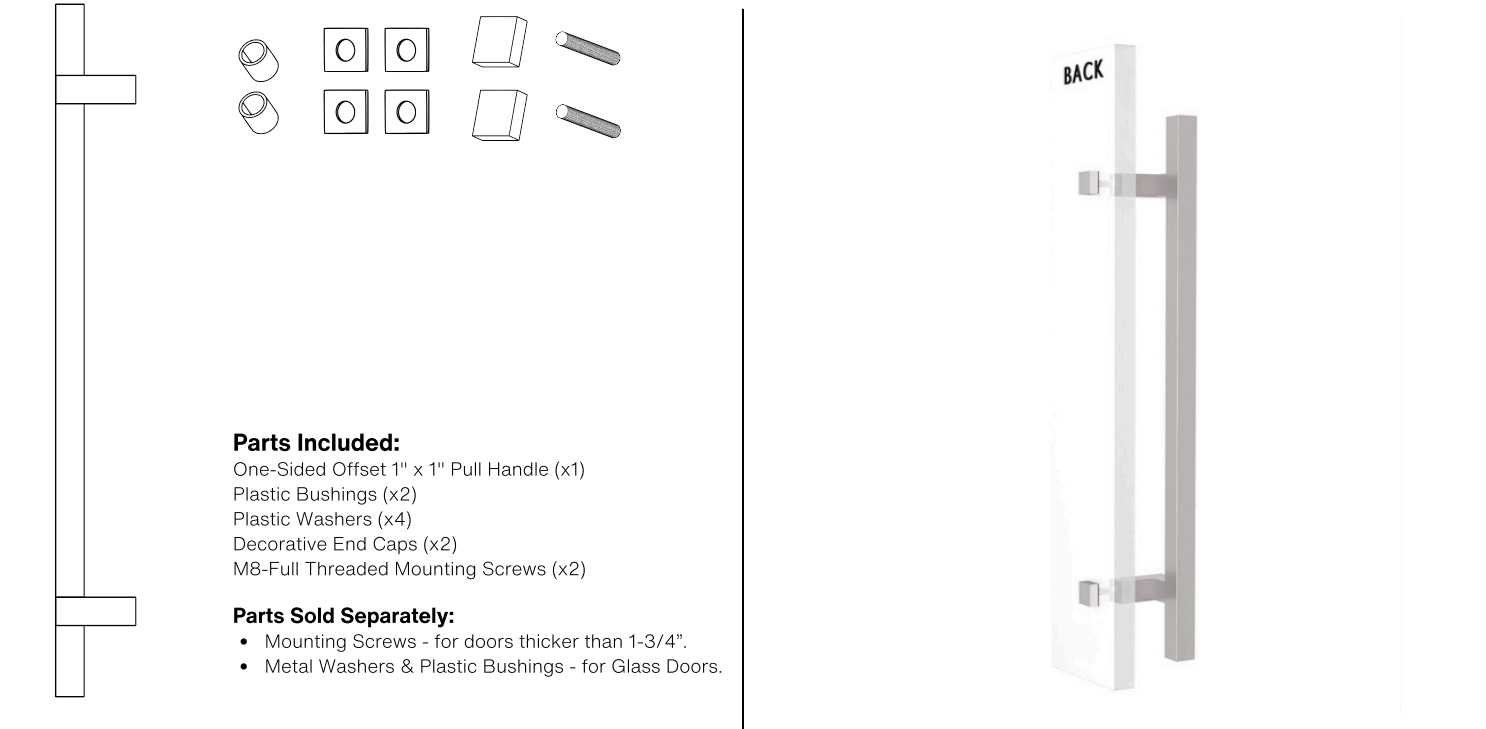 Parts Included:
One-Sided Offset 1" x 1" Pull Handle (x1)
Plastic Bushings (x2)
Plastic Washers (x4)
Decorative End Caps (x2)
M8-Full Threaded Mounting Screws (x2)
Parts Sold Separately:
• Mounting Screws - for doors thicker than 1-3/4”.
• Metal Washers & Plastic Bushings - for Glass Doors.
BACK